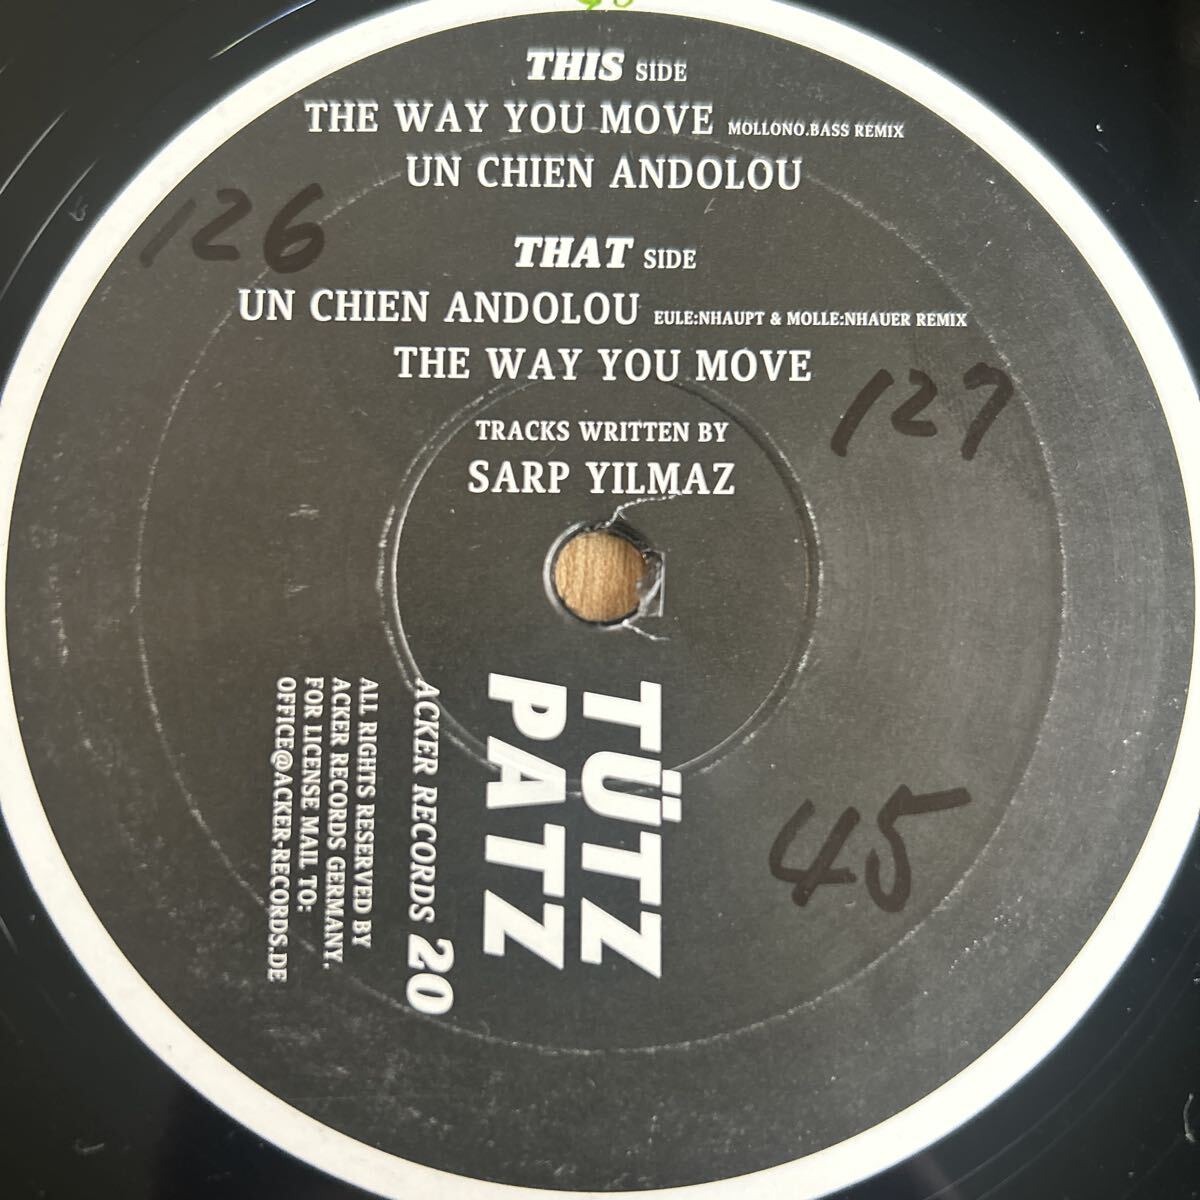 THIS SIDE
THE WAY YOU MOVE MOLLONO.BASS REMIX
UN CHIEN ANDOLOU
126
THAT SIDE
UN CHIEN ANDOLOU EULE:NHAUPT & MOLLE:NHAUER REMIX
THE WAY YOU MOVE
127
TRACKS WRITTEN BY
SARP YILMAZ
TÜTZ
PATZ
ACKER RECORDS 20
ALL RIGHTS RESERVED BY
ACKER RECORDS GERMANY.
FOR LICENSE MAIL TO:
OFFICE@ACKER-RECORDS.DE
45